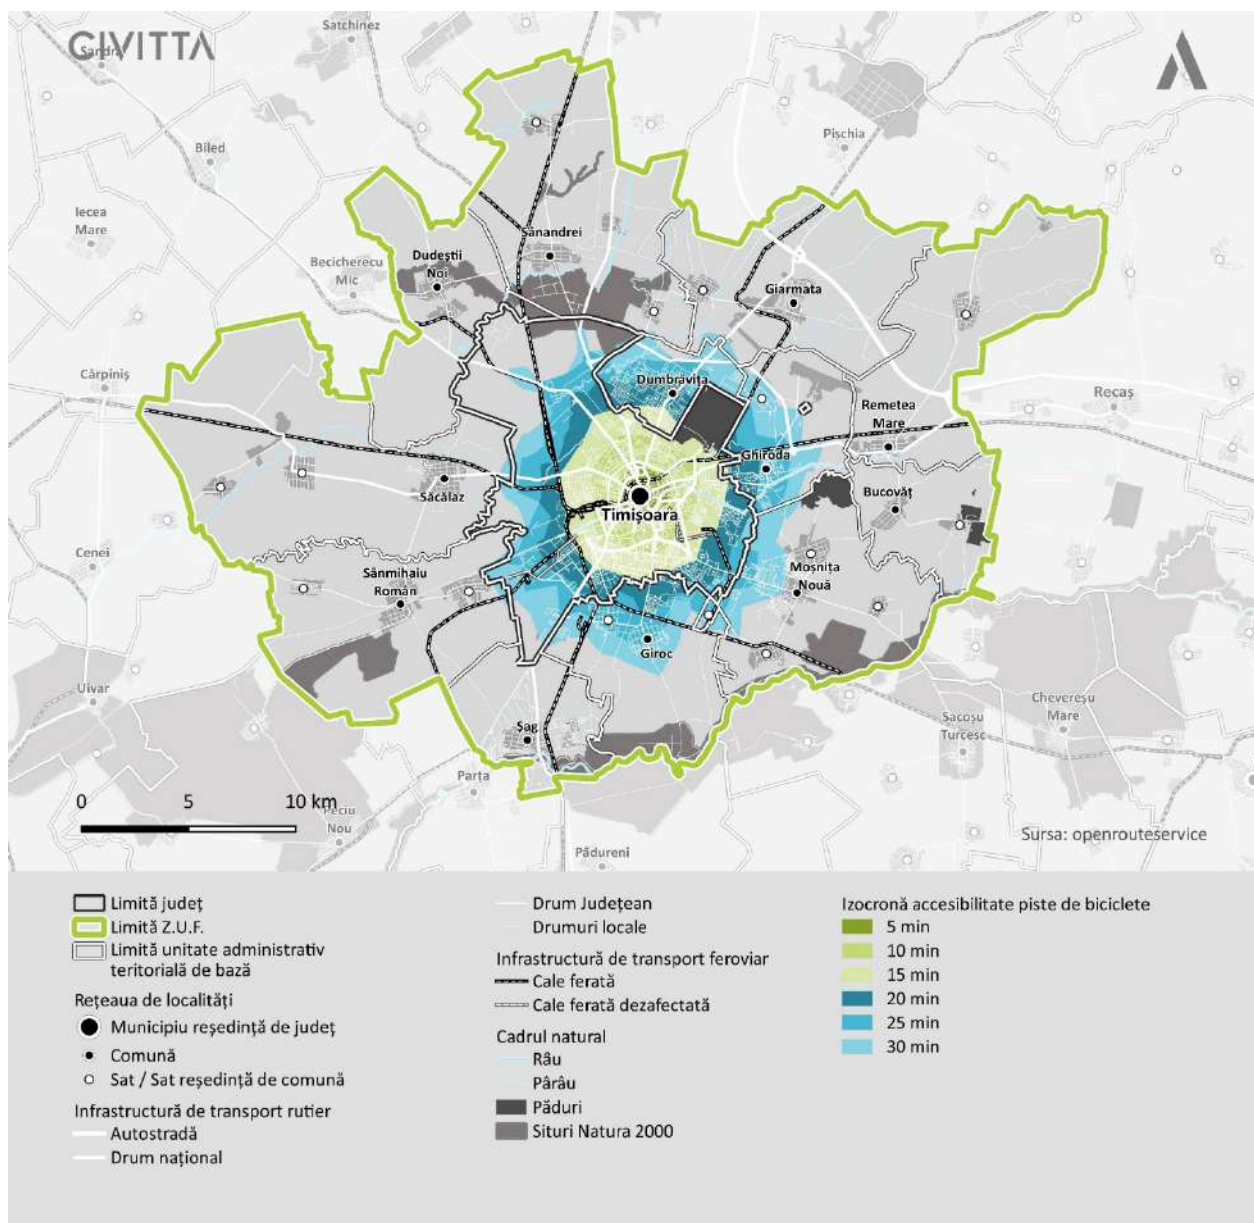 CIVITTA
Satchinez
Sandra
Pișchia
Biled
Iecea
Mare
Sânandrei
Dudeștii
Noi
Becicherecu
Mic
Giarmata
Cărpiniș
Dumbrăvița
Recaș
Remetea
Mare
Ghiroda
Săcălaz
Bucovăț
Timișoara
Cenei
Sânmihaiu
Român
Moșnița
Nouă
Giroc
Uivar
Chevereșu
Mare
Sacoșu
Turcesc
Șag
Parța
0 5 10 km
Peciu
Nou
Sursa: openrouteservice
Pădureni
Limită județ
Limită Z.U.F.
Limită unitate administrativ
teritorială de bază
Rețeaua de localități
Municipiu reședință de județ
Comună
Sat / Sat reședință de comună
Infrastructură de transport rutier
Autostradă
Drum național
Drum Județean
Drumuri locale
Infrastructură de transport feroviar
Cale ferată
Cale ferată dezafectată
Cadrul natural
Râu
Pârâu
Păduri
Situri Natura 2000
Izocronă accesibilitate piste de biciclete
5 min
10 min
15 min
20 min
25 min
30 min